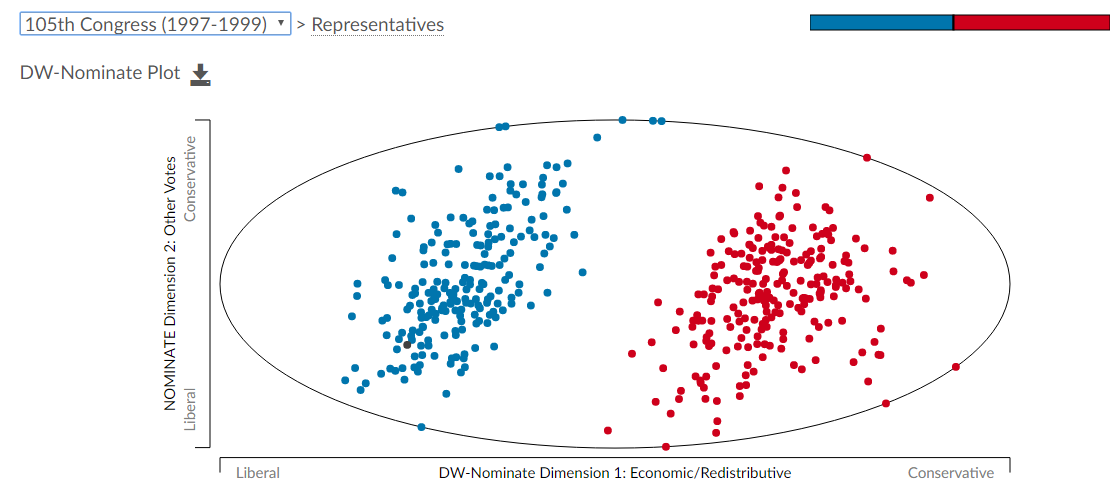 105th Congress (1997-1999) > Representatives
DW-Nominate Plot
NOMINATE Dimension 2: Other Votes
Conservative
Liberal
Liberal
DW-Nominate Dimension 1: Economic/Redistributive
Conservative